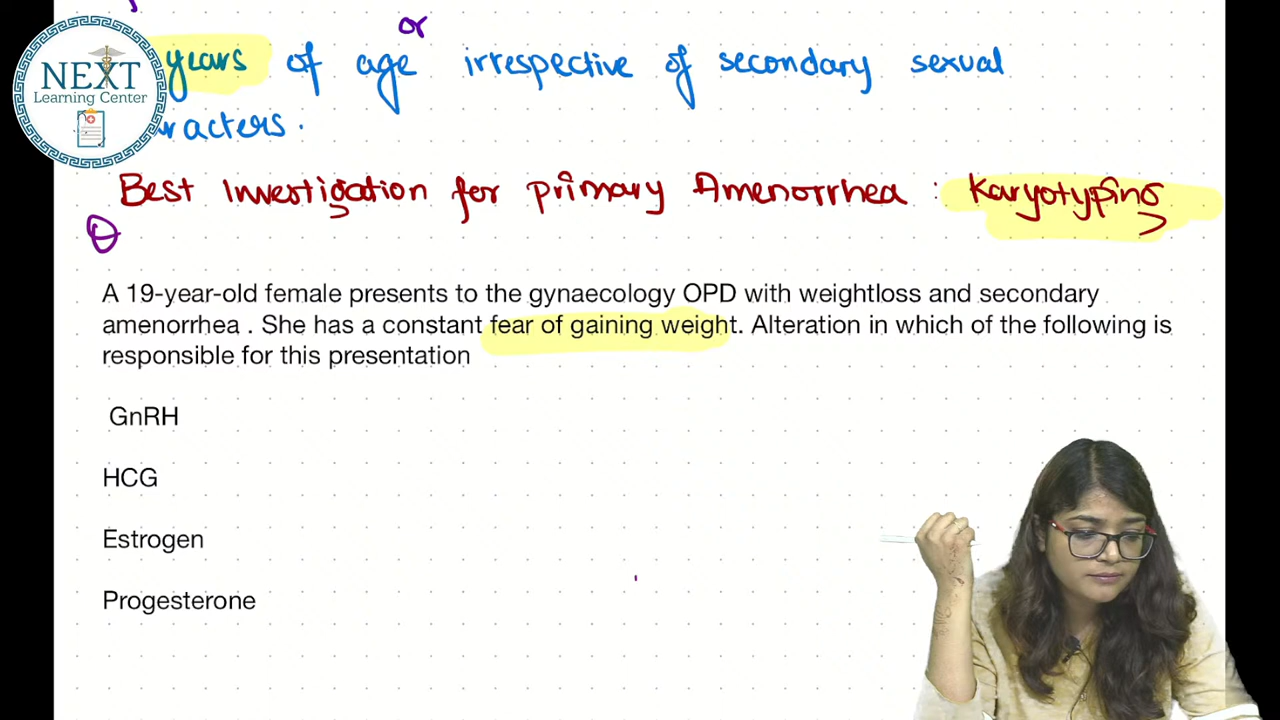 or
years of age irrespective of secondary sexual
racters.
NEXT
Learning Center
Best Investigation for primary Amenorrhea : Karyotyping
A 19-year-old female presents to the gynaecology OPD with weightloss and secondary
amenorrhea . She has a constant fear of gaining weight. Alteration in which of the following is
responsible for this presentation
GnRH
HCG
Estrogen
Progesterone